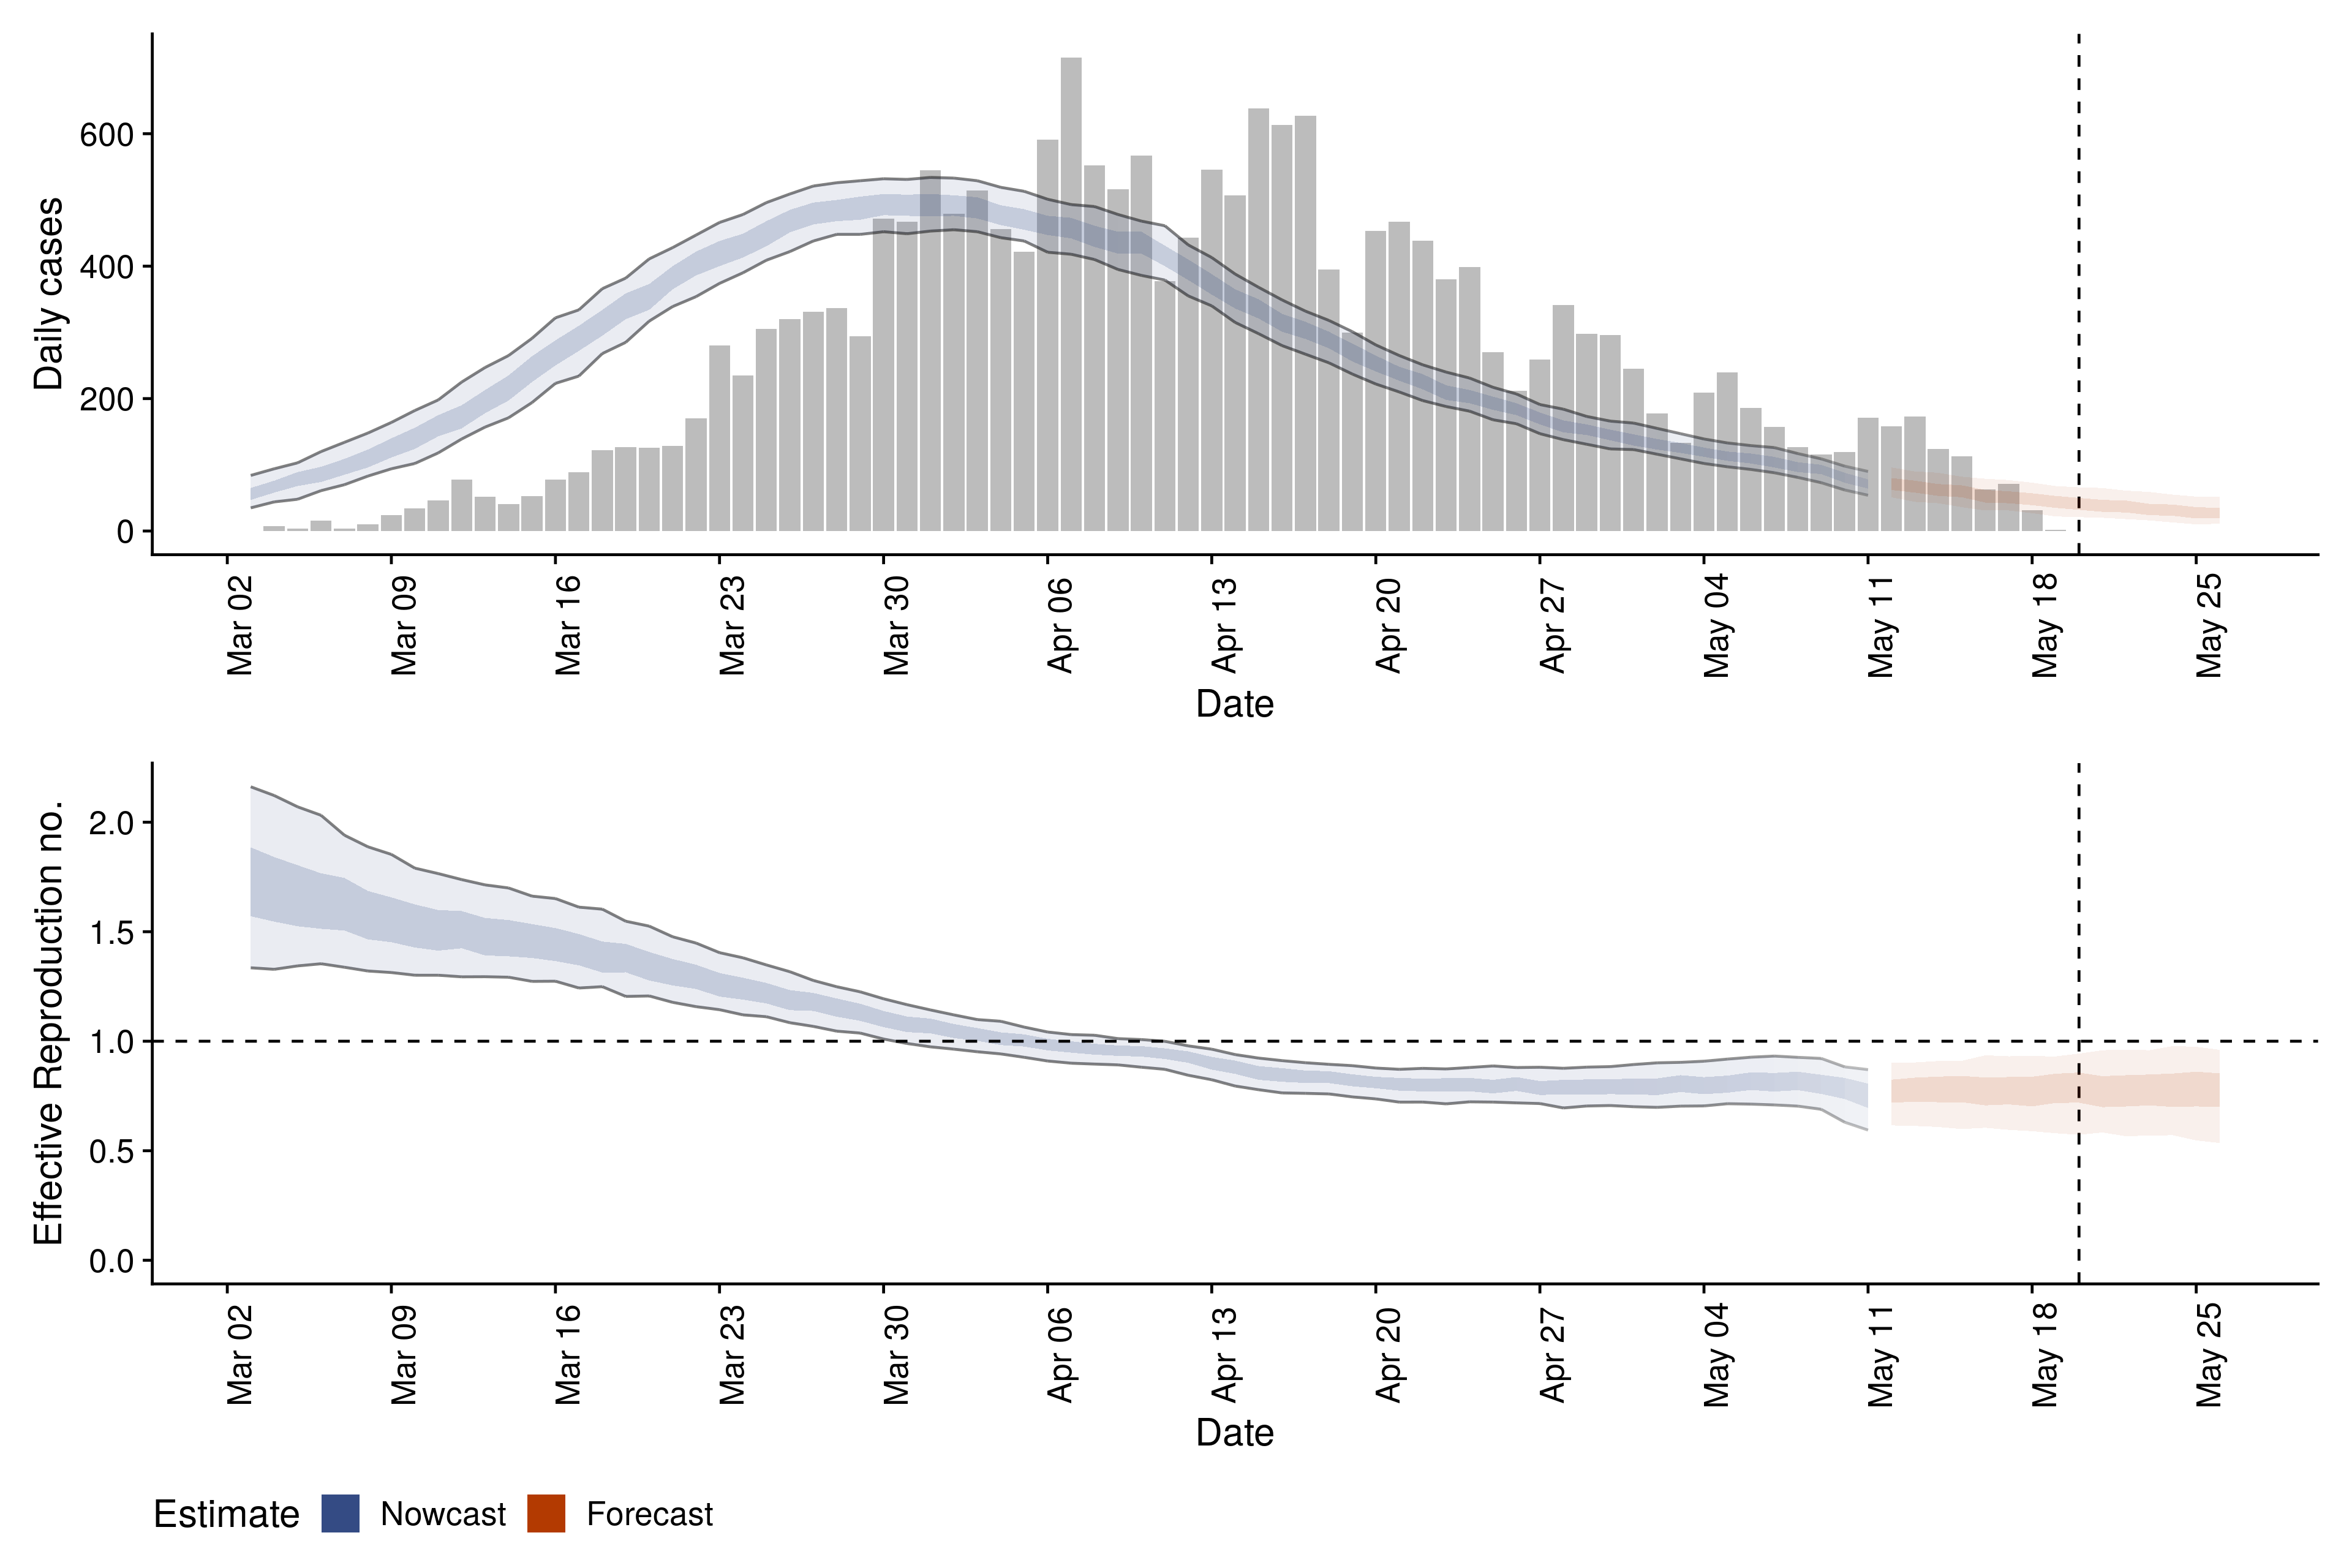 Daily cases
600
400
200
0
Mar 02
Mar 09
Mar 16
Mar 23
Mar 30
Apr 06
Apr 13
Apr 20
Apr 27
May 04
May 11
May 18
May 25
Date
Effective Reproduction no.
2.0
1.5
1.0
0.5
0.0
Mar 02
Mar 09
Mar 16
Mar 23
Mar 30
Apr 06
Apr 13
Apr 20
Apr 27
May 04
May 11
May 18
May 25
Date
Estimate Nowcast Forecast